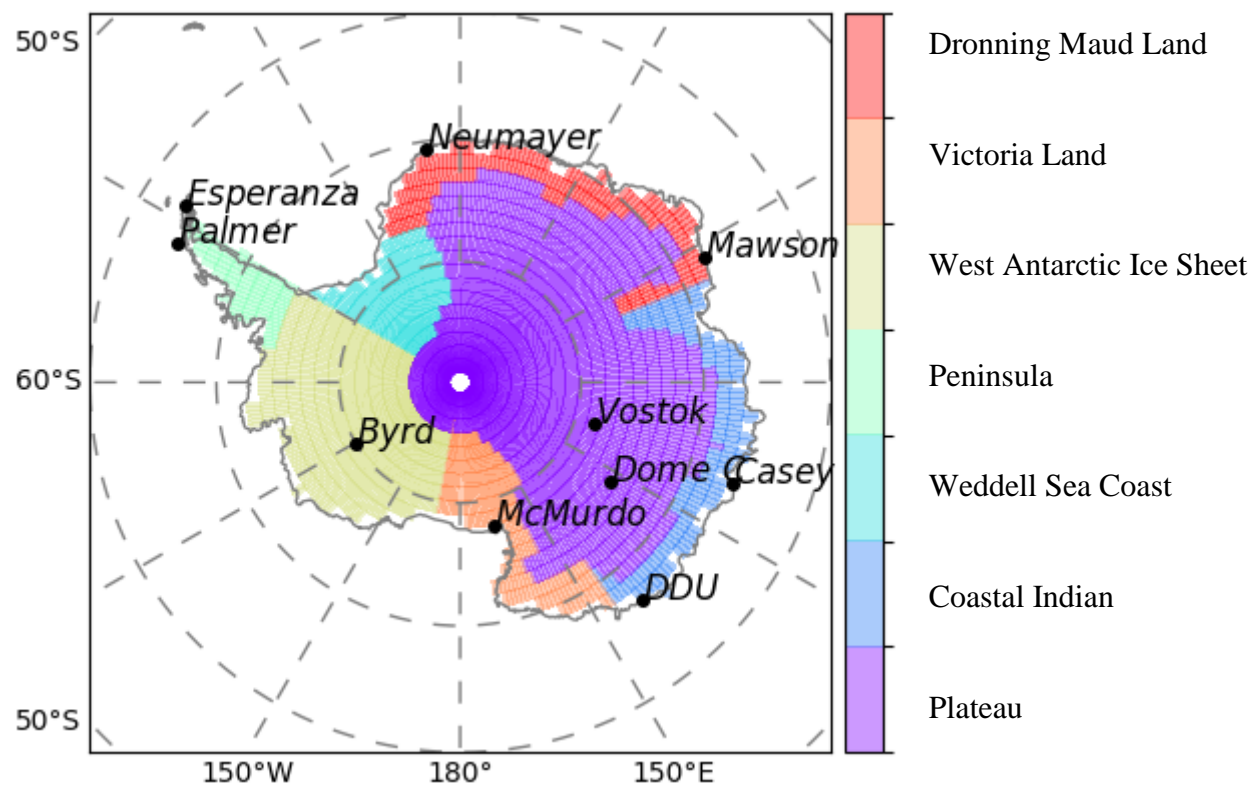 50°S
Dronning Maud Land
Neumayer
Victoria Land
Esperanza
Palmer
Mawson
West Antarctic Ice Sheet
60°S
Peninsula
Vostok
Byrd
Dome C
Casey
Weddell Sea Coast
McMurdo
DDU
Coastal Indian
50°S
Plateau
150°W
180°
150°E